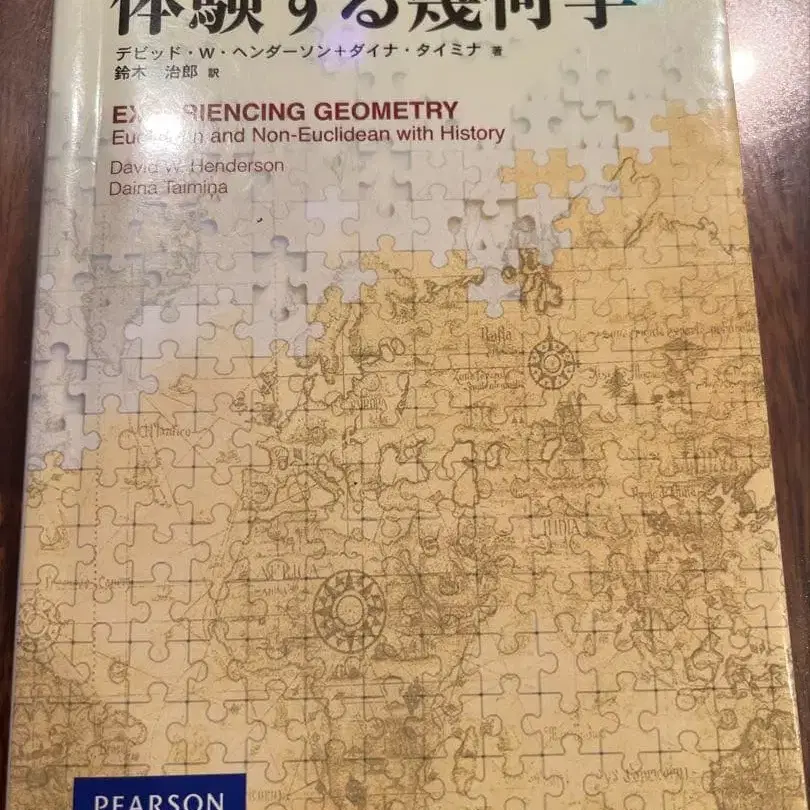 体験する幾何学
デビッド・W・ヘンダーソン+ダイナ・タイミナ 著
鈴木 治郎 訳
EXPERIENCING GEOMETRY
Euclidean and Non-Euclidean with History
David W. Henderson
Daina Taimina
PEARSON